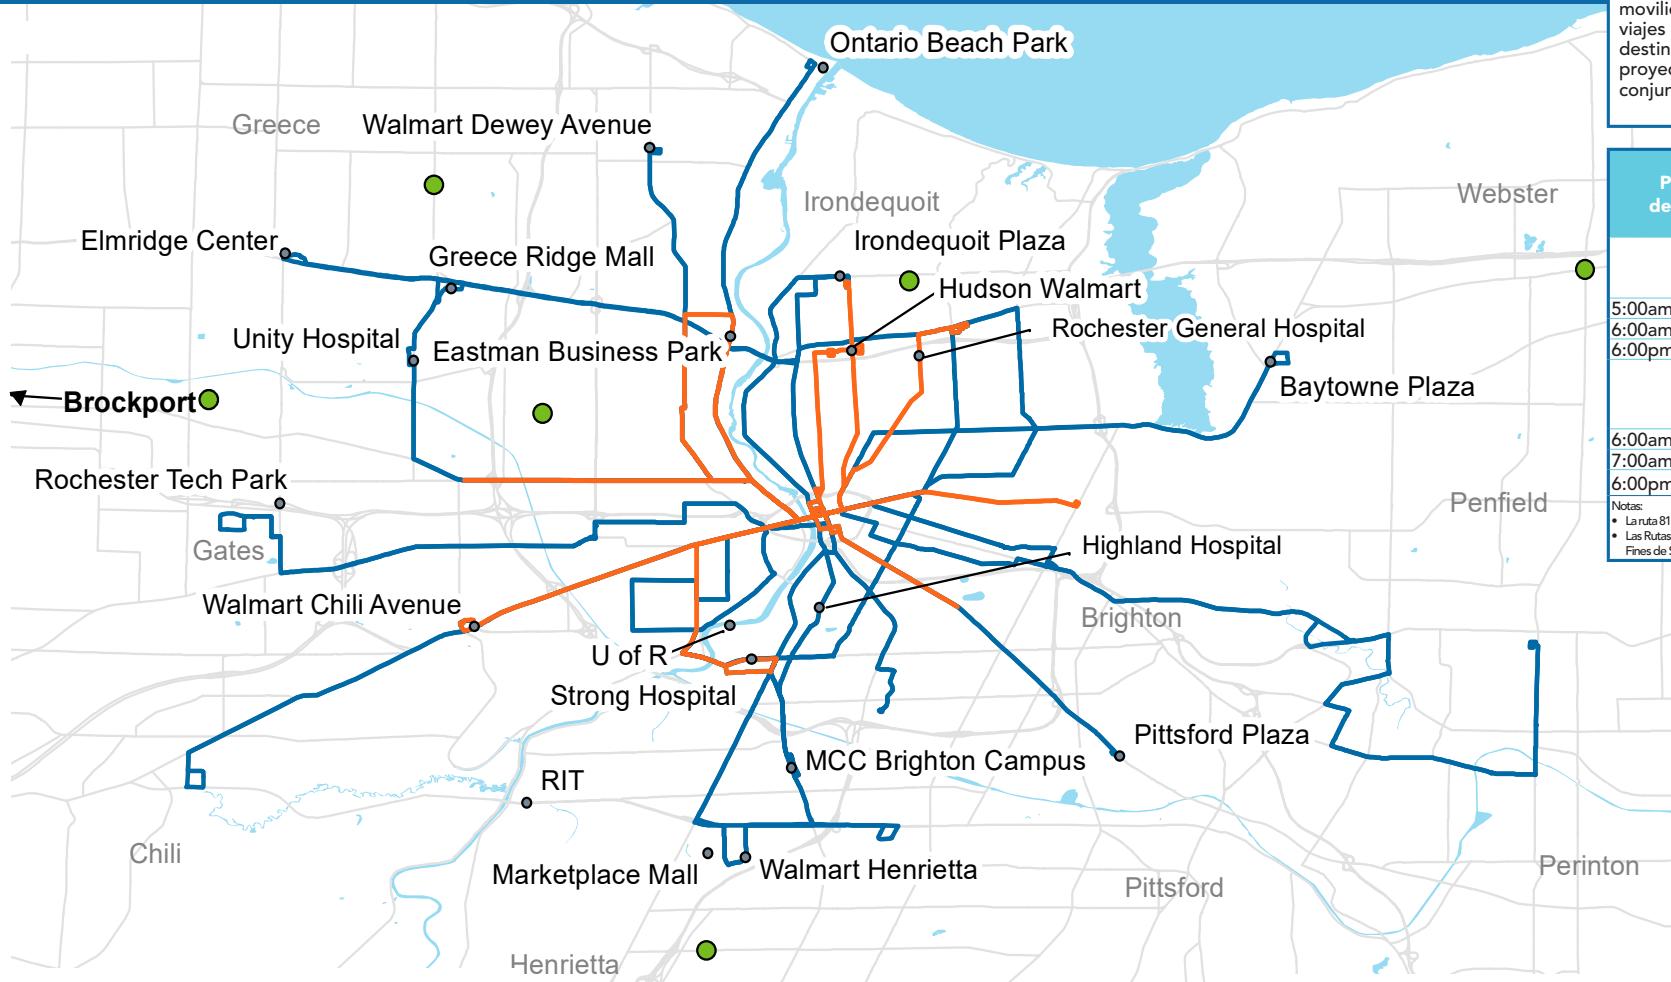 Ontario Beach Park
Greece
Walmart Dewey Avenue
Irondequoit
Webster
Elmridge Center
Greece Ridge Mall
Irondequoit Plaza
Hudson Walmart
Unity Hospital
Eastman Business Park
Rochester General Hospital
Baytowne Plaza
Brockport
Rochester Tech Park
Penfield
Gates
Highland Hospital
Walmart Chili Avenue
Brighton
U of R
Strong Hospital
Pittsford Plaza
MCC Brighton Campus
RIT
Chili
Marketplace Mall
Walmart Henrietta
Pittsford
Perinton
Henrietta
viajes
destin
proyec
conjun
P
de
5:00am
6:00am
6:00pm
6:00am
7:00am
6:00pm
Notas:
• La ruta 81
• Las Rutas
Fines de S